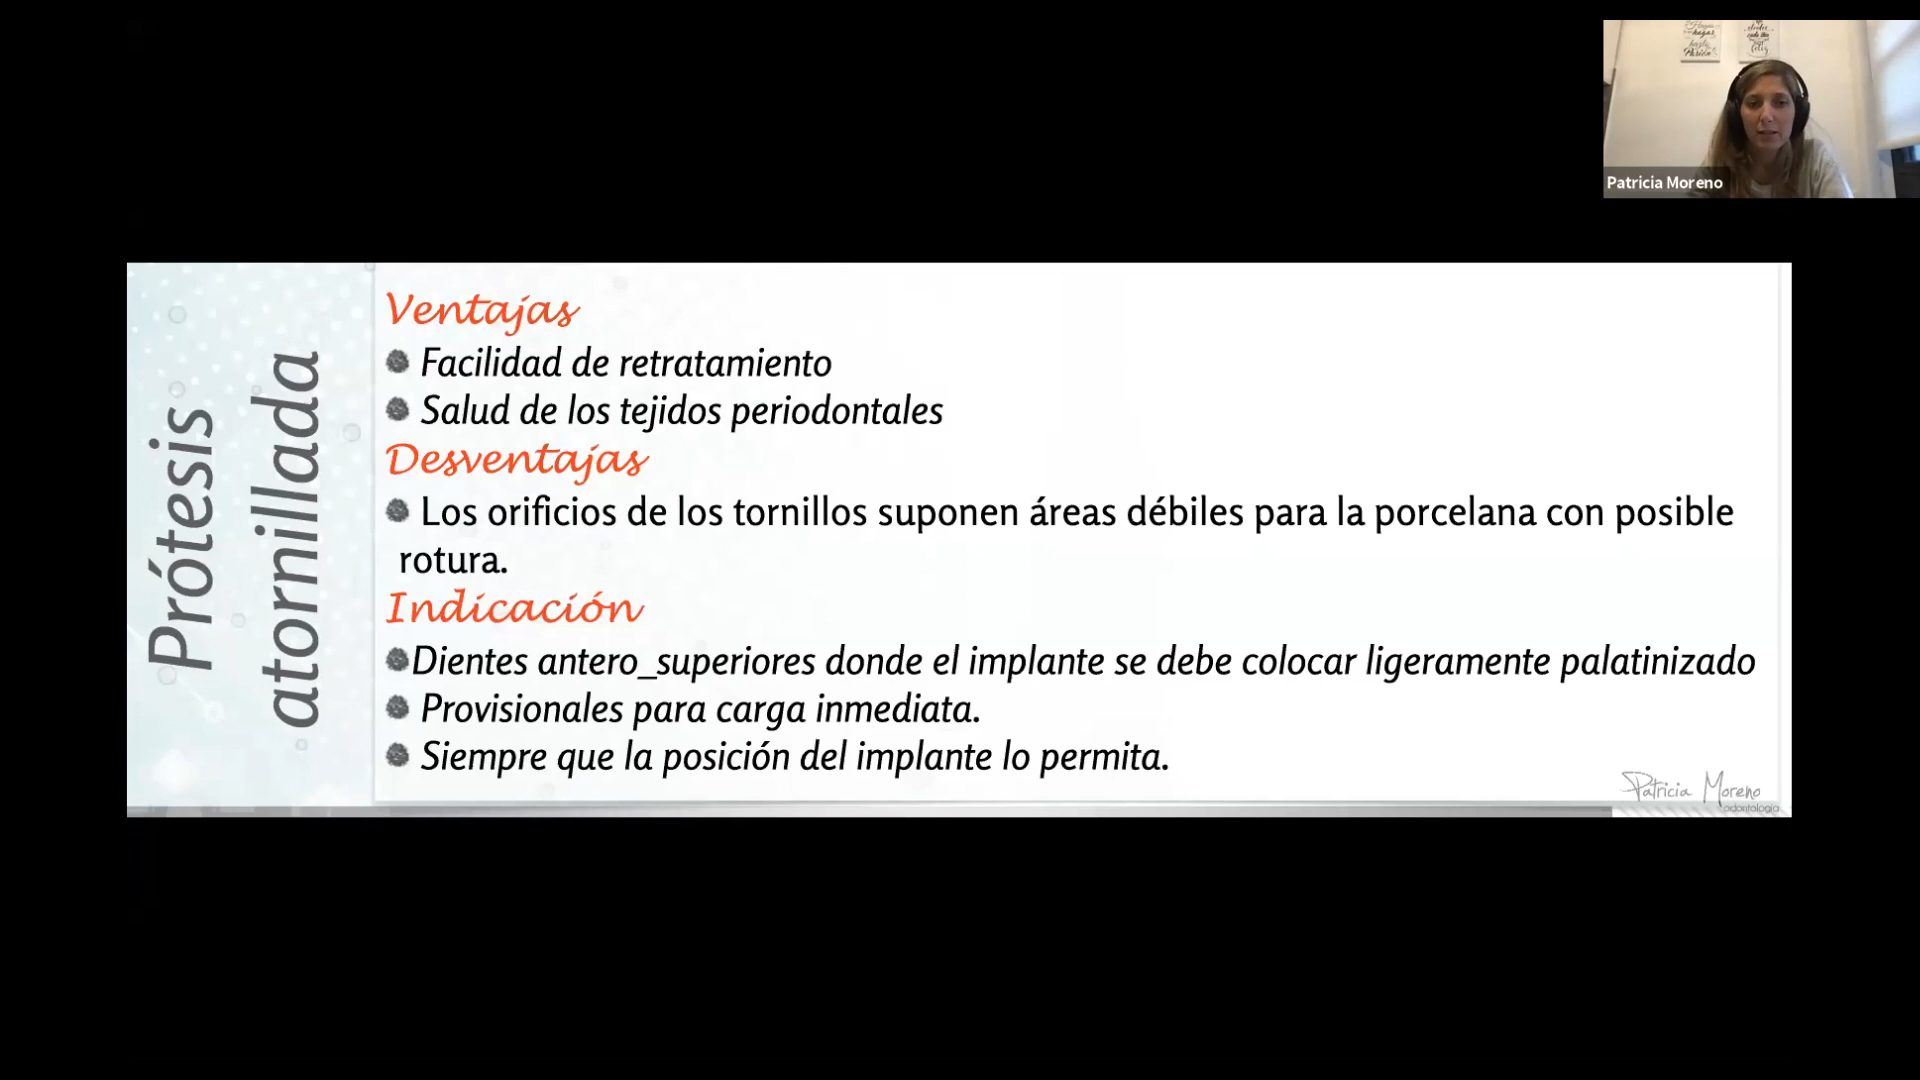 Patricia Moreno
Prótesis
atornillada
Ventajas
Facilidad de retratamiento
Salud de los tejidos periodontales
Desventajas
Los orificios de los tornillos suponen áreas débiles para la porcelana con posible
rotura.
Indicación
Dientes antero_superiores donde el implante se debe colocar ligeramente palatinizado
Provisionales para carga inmediata.
Siempre que la posición del implante lo permita.
Patricia Moreno
odontología